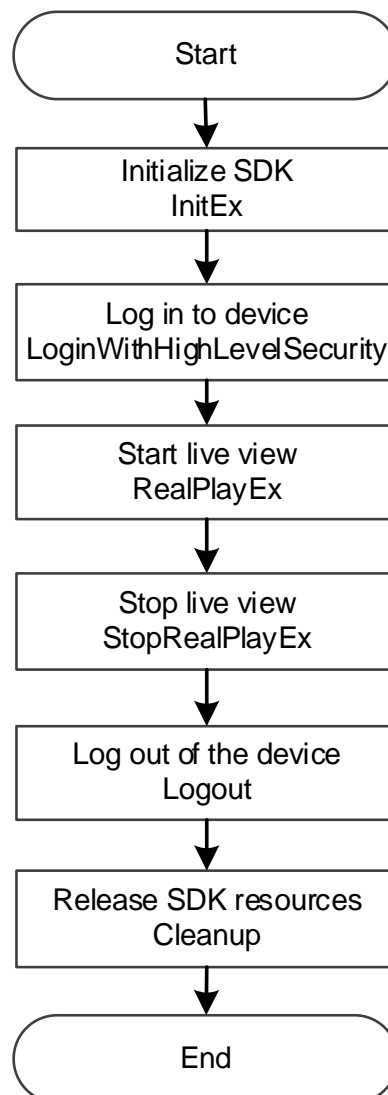 Start
Initialize SDK
InitEx
Log in to device
LoginWithHighLevelSecurity
Start live view
RealPlayEx
Stop live view
StopRealPlayEx
Log out of the device
Logout
Release SDK resources
Cleanup
End